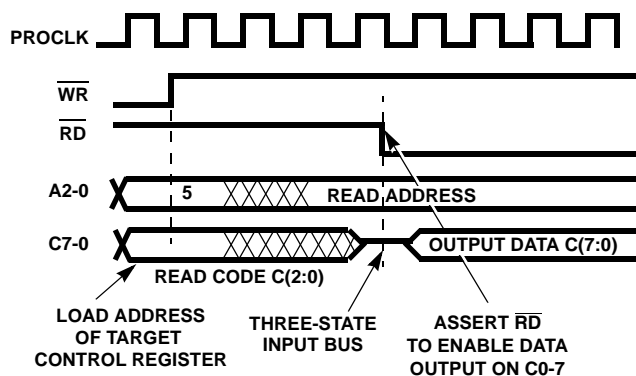 PROCLK
WR
RD
A2-0
5
READ ADDRESS
C7-0
OUTPUT DATA C(7:0)
READ CODE C(2:0)
LOAD ADDRESS
OF TARGET
CONTROL REGISTER
THREE-STATE
INPUT BUS
ASSERT RD
TO ENABLE DATA
OUTPUT ON C0-7